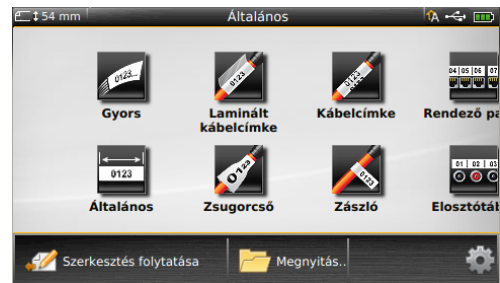 54 mm Általános A
0123... 0123 0123 04 05 06 07
Gyors Laminált kábelcímke Kábelcímke Rendező pa
0123 0123 0123 01 02 03
Általános Zsugorcső Zászló Elosztótáb
Szerkesztés folytatása Megnyitás..